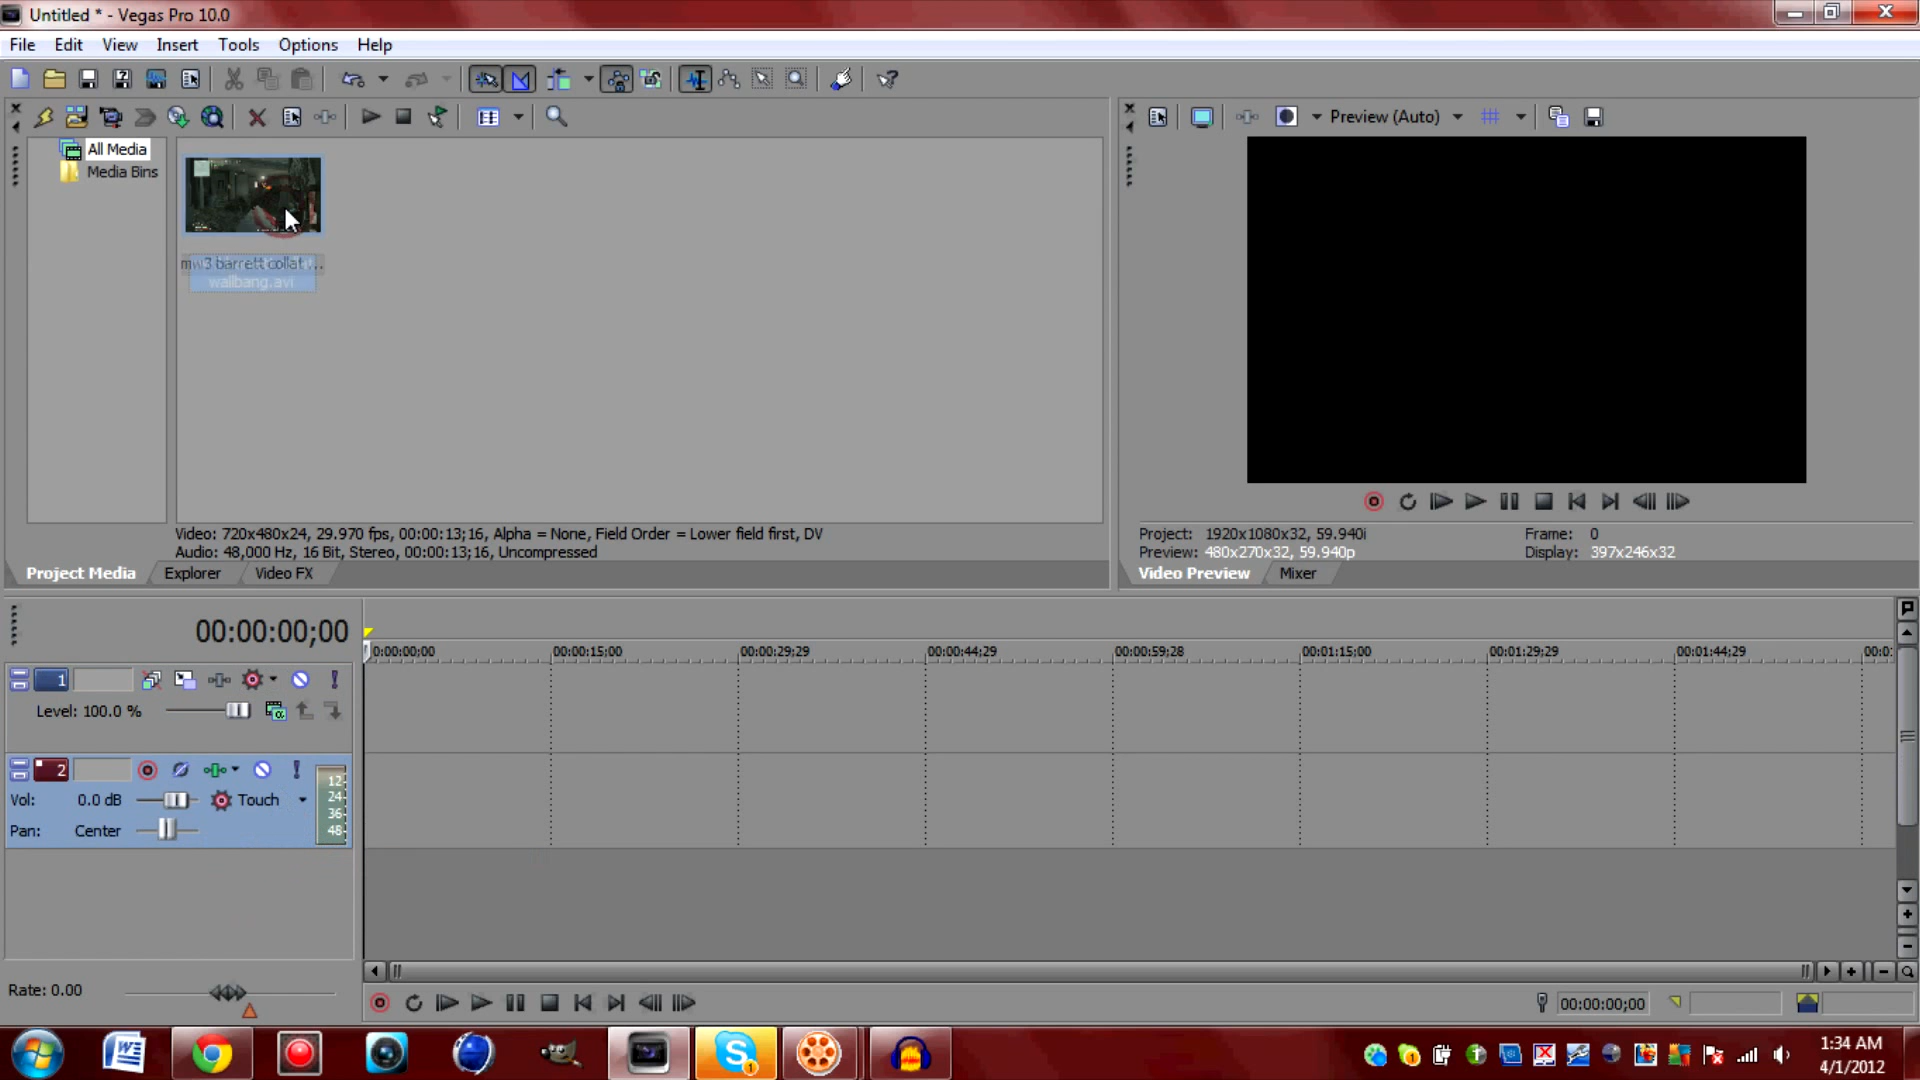 Untitled * - Vegas Pro 10.0
File Edit View Insert Tools Options Help
Preview (Auto)
All Media
Media Bins
mw3 barrett collat ...
wallbang.avi
Video: 720x480x24, 29.970 fps, 00:00:13;16, Alpha = None, Field Order = Lower field first, DV
Audio: 48,000 Hz, 16 Bit, Stereo, 00:00:13;16, Uncompressed
Project Media Explorer Video FX
Project: 1920x1080x32, 59.940i Frame: 0
Preview: 480x270x32, 59.940p Display: 397x246x32
Video Preview Mixer
00:00:00;00
0:00:00;00 00:00:15;00 00:00:29;29 00:00:44;29 00:00:59;28 00:01:15;00 00:01:29;29 00:01:44;29 00:0
1
Level: 100.0 %
2
Vol: 0.0 dB Touch
Pan: Center
12
24
36
48
Rate: 0.00
00:00:00;00
1:34 AM
4/1/2012